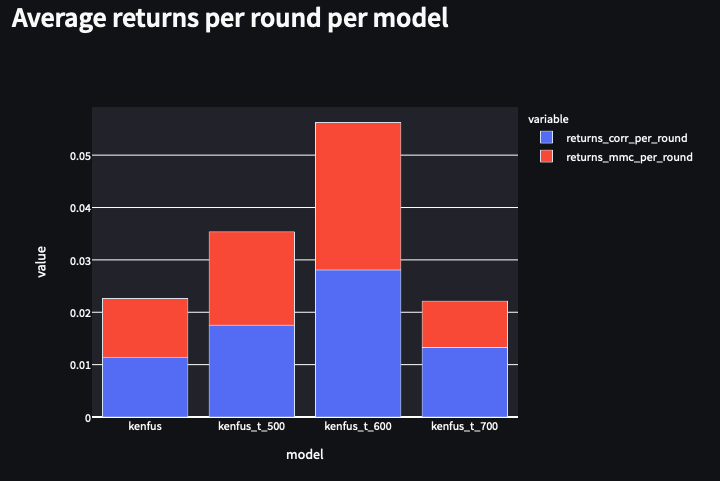 Average returns per round per model
variable
returns_corr_per_round
returns_mmc_per_round
value
0.05
0.04
0.03
0.02
0.01
0
kenfus
kenfus_t_500
kenfus_t_600
kenfus_t_700
model